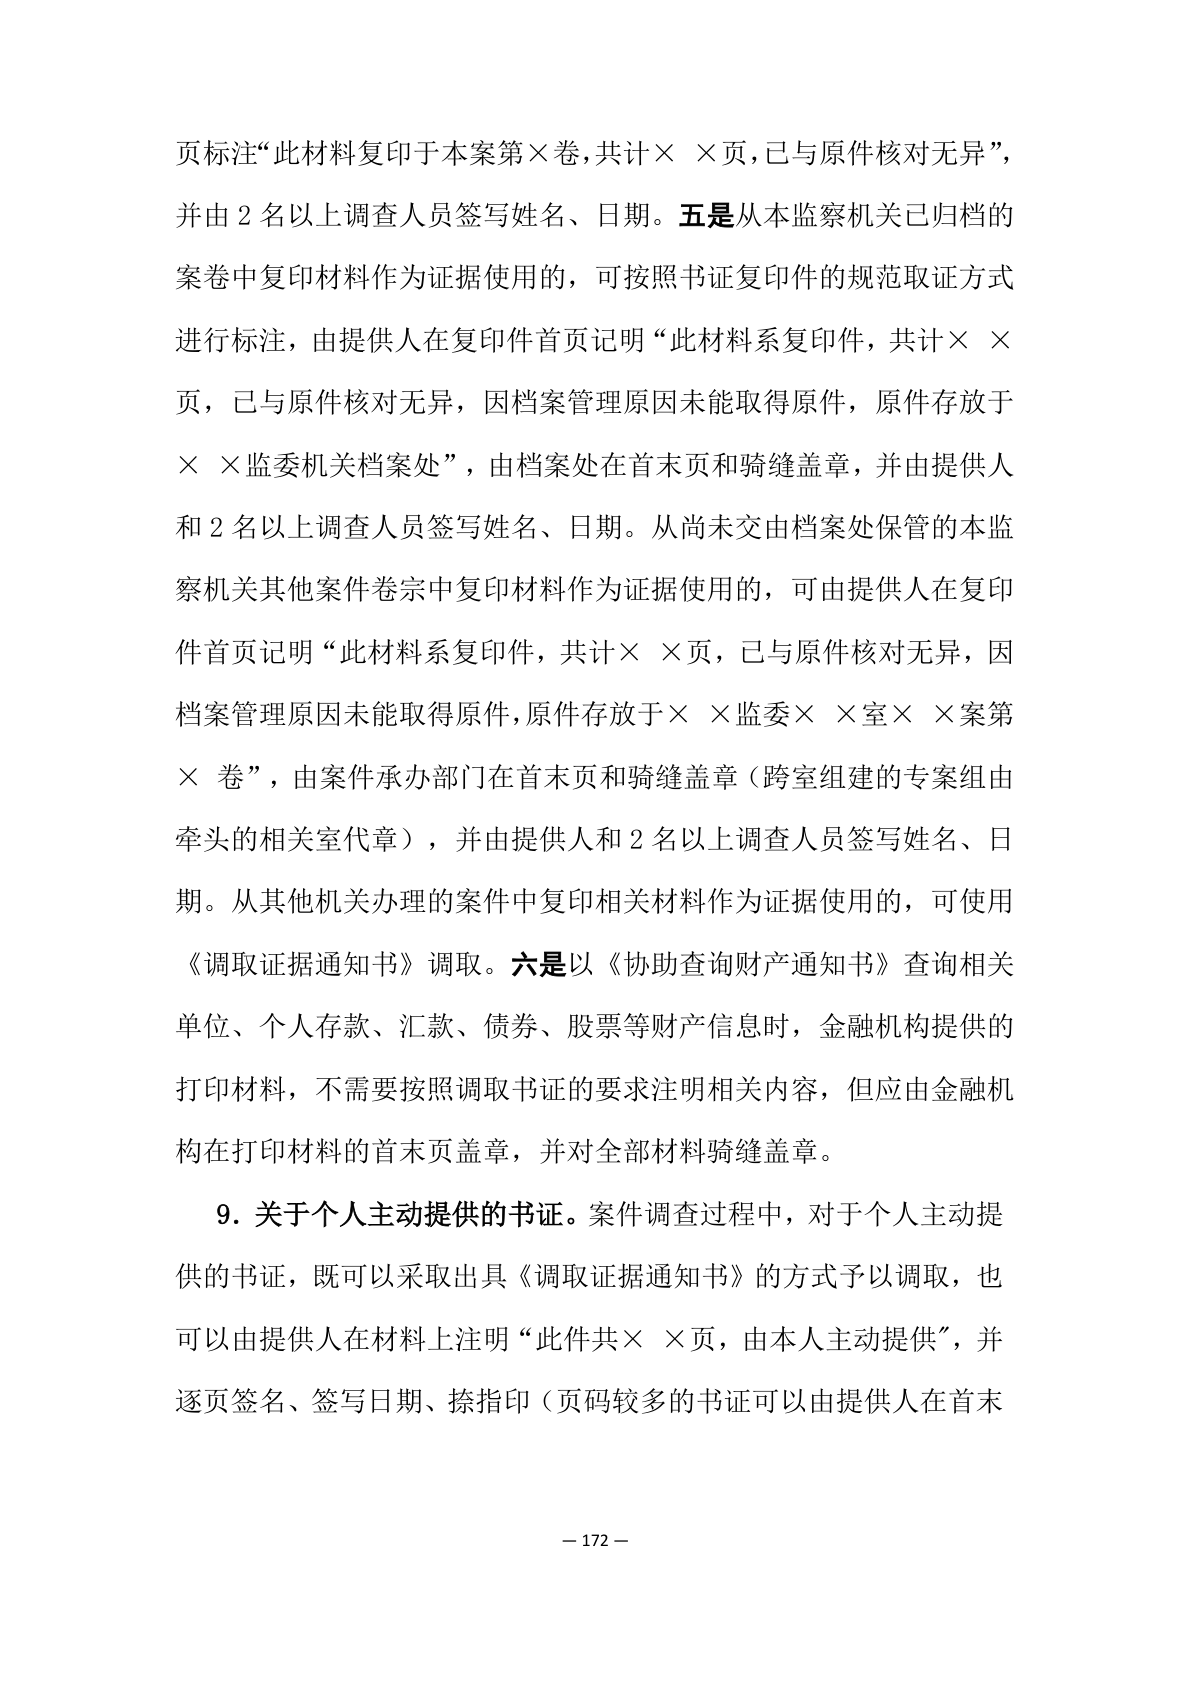 页标注“此材料复印于本案第×卷,共计× ×页,已与原件核对无异”，
并由 2 名以上调查人员签写姓名、日期。五是从本监察机关已归档的
案卷中复印材料作为证据使用的，可按照书证复印件的规范取证方式
进行标注，由提供人在复印件首页记明“此材料系复印件，共计× ×
页，已与原件核对无异，因档案管理原因未能取得原件，原件存放于
× ×监委机关档案处”，由档案处在首末页和骑缝盖章，并由提供人
和 2 名以上调查人员签写姓名、日期。从尚未交由档案处保管的本监
察机关其他案件卷宗中复印材料作为证据使用的，可由提供人在复印
件首页记明“此材料系复印件，共计× ×页，已与原件核对无异，因
档案管理原因未能取得原件,原件存放于× ×监委× ×室× ×案第
× 卷”，由案件承办部门在首末页和骑缝盖章（跨室组建的专案组由
牵头的相关室代章），并由提供人和 2 名以上调查人员签写姓名、日
期。从其他机关办理的案件中复印相关材料作为证据使用的，可使用
《调取证据通知书》调取。六是以《协助查询财产通知书》查询相关
单位、个人存款、汇款、债券、股票等财产信息时，金融机构提供的
打印材料，不需要按照调取书证的要求注明相关内容，但应由金融机
构在打印材料的首末页盖章，并对全部材料骑缝盖章。
9. 关于个人主动提供的书证。案件调查过程中，对于个人主动提
供的书证，既可以采取出具《调取证据通知书》的方式予以调取，也
可以由提供人在材料上注明“此件共× ×页，由本人主动提供"，并
逐页签名、签写日期、捺指印（页码较多的书证可以由提供人在首末
— 172 —